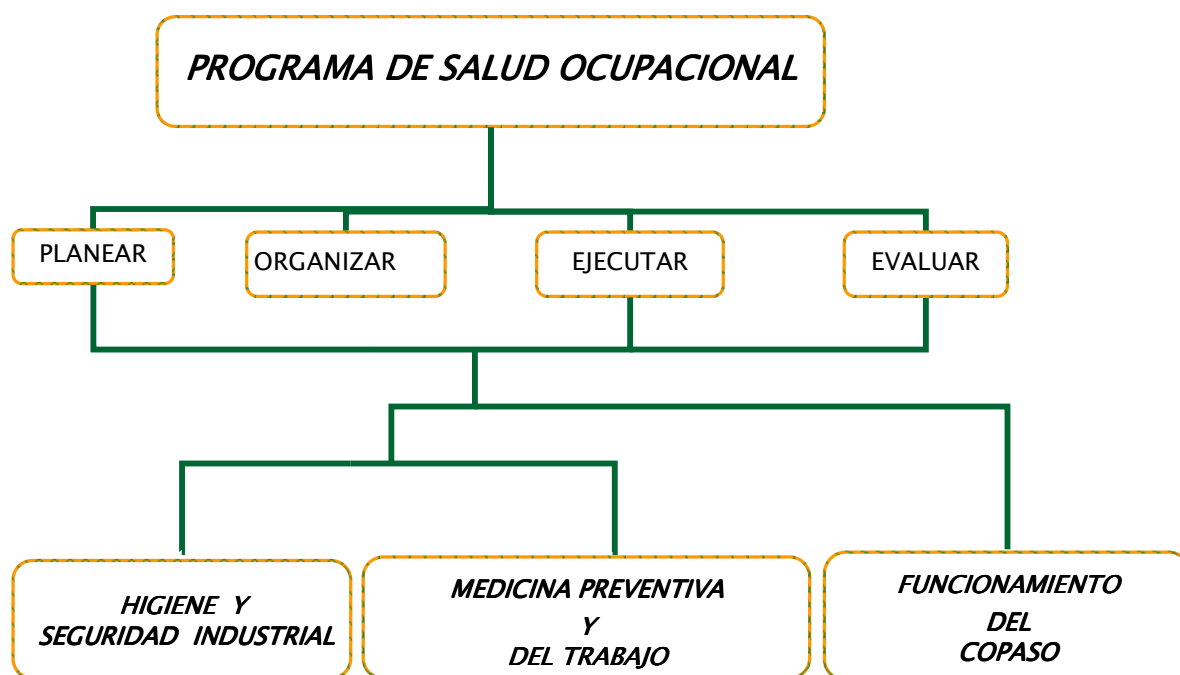 PROGRAMA DE SALUD OCUPACIONAL
PLANEAR
ORGANIZAR
EJECUTAR
EVALUAR
HIGIENE Y
SEGURIDAD INDUSTRIAL
MEDICINA PREVENTIVA
Y
DEL TRABAJO
FUNCIONAMIENTO
DEL
COPASO